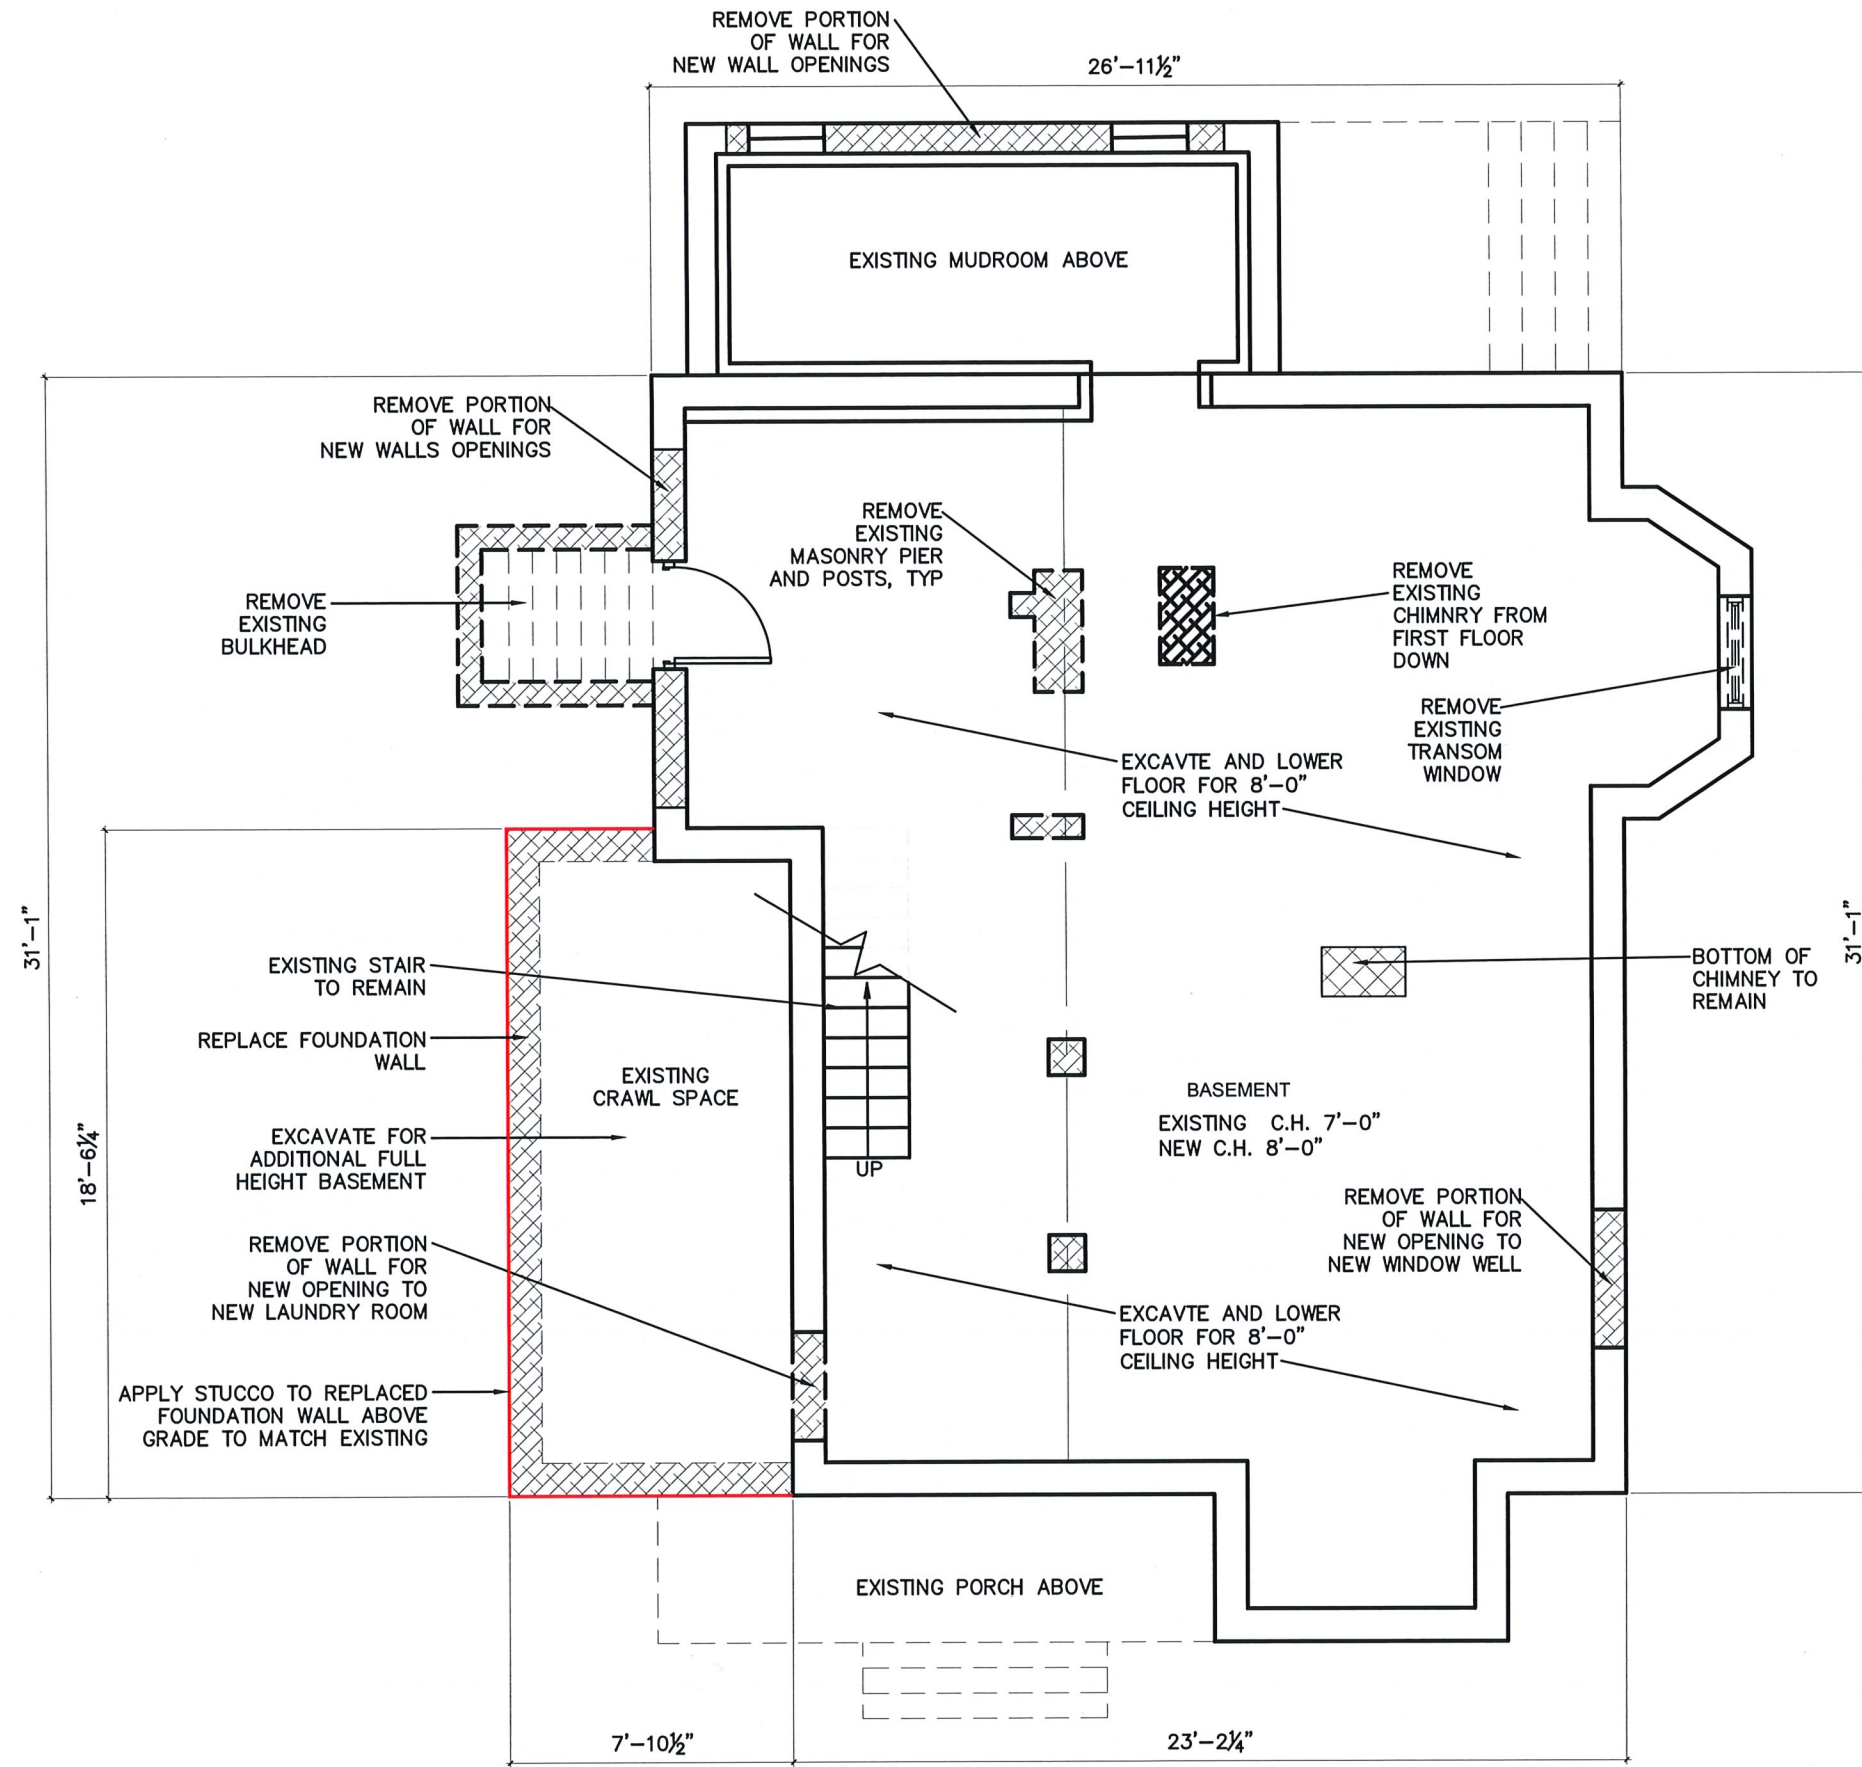 REMOVE PORTION
OF WALL FOR
NEW WALL OPENINGS
26'-11½"
EXISTING MUDROOM ABOVE
REMOVE PORTION
OF WALL FOR
NEW WALLS OPENINGS
REMOVE
EXISTING
MASONRY PIER
AND POSTS, TYP
REMOVE
EXISTING
CHIMNRY FROM
FIRST FLOOR
DOWN
REMOVE
EXISTING
BULKHEAD
REMOVE
EXISTING
TRANSOM
WINDOW
EXCAVTE AND LOWER
FLOOR FOR 8'-0"
CEILING HEIGHT
31'-1"
31'-1"
EXISTING STAIR
TO REMAIN
BOTTOM OF
CHIMNEY TO
REMAIN
REPLACE FOUNDATION
WALL
EXISTING
CRAWL SPACE
BASEMENT
EXISTING C.H. 7'-0"
NEW C.H. 8'-0"
18'-6¼"
EXCAVATE FOR
ADDITIONAL FULL
HEIGHT BASEMENT
UP
REMOVE PORTION
OF WALL FOR
NEW OPENING TO
NEW WINDOW WELL
REMOVE PORTION
OF WALL FOR
NEW OPENING TO
NEW LAUNDRY ROOM
EXCAVTE AND LOWER
FLOOR FOR 8'-0"
CEILING HEIGHT
APPLY STUCCO TO REPLACED
FOUNDATION WALL ABOVE
GRADE TO MATCH EXISTING
EXISTING PORCH ABOVE
7'-10½"
23'-2¼"